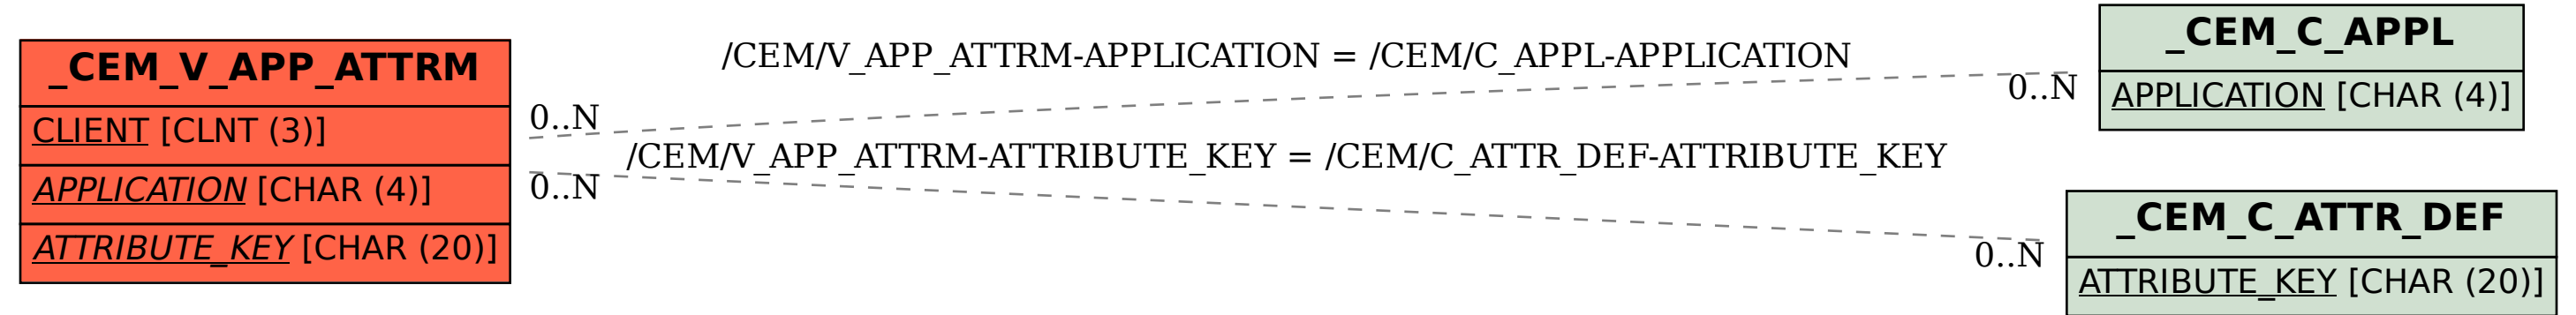 _CEM_V_APP_ATTRM
CLIENT [CLNT (3)]
APPLICATION [CHAR (4)]
ATTRIBUTE_KEY [CHAR (20)]
/CEM/V_APP_ATTRM-APPLICATION = /CEM/C_APPL-APPLICATION
0..N
0..N
/CEM/V_APP_ATTRM-ATTRIBUTE_KEY = /CEM/C_ATTR_DEF-ATTRIBUTE_KEY
0..N
0..N
_CEM_C_APPL
APPLICATION [CHAR (4)]
_CEM_C_ATTR_DEF
ATTRIBUTE_KEY [CHAR (20)]